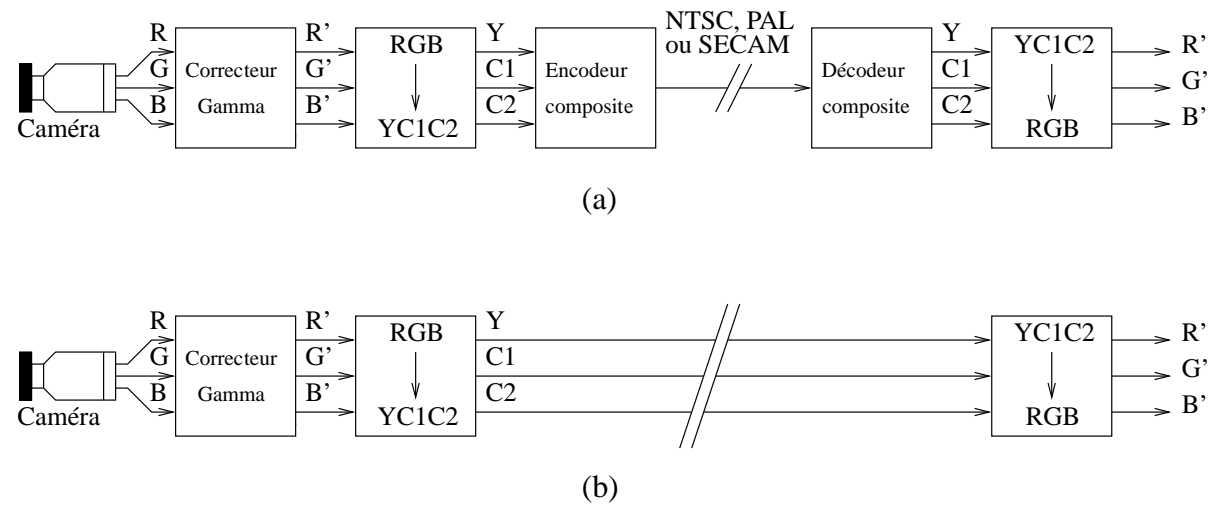 NTSC, PAL
ou SECAM
R R' RGB Y Y YC1C2 R'
G Correcteur G' C1 Encodeur Décodeur C1 G'
B Gamma B' C2 composite composite C2 B'
Caméra YC1C2 RGB
(a)
R R' RGB Y YC1C2 R'
G Correcteur G' C1 G'
B Gamma B' C2 B'
Caméra YC1C2 RGB
(b)